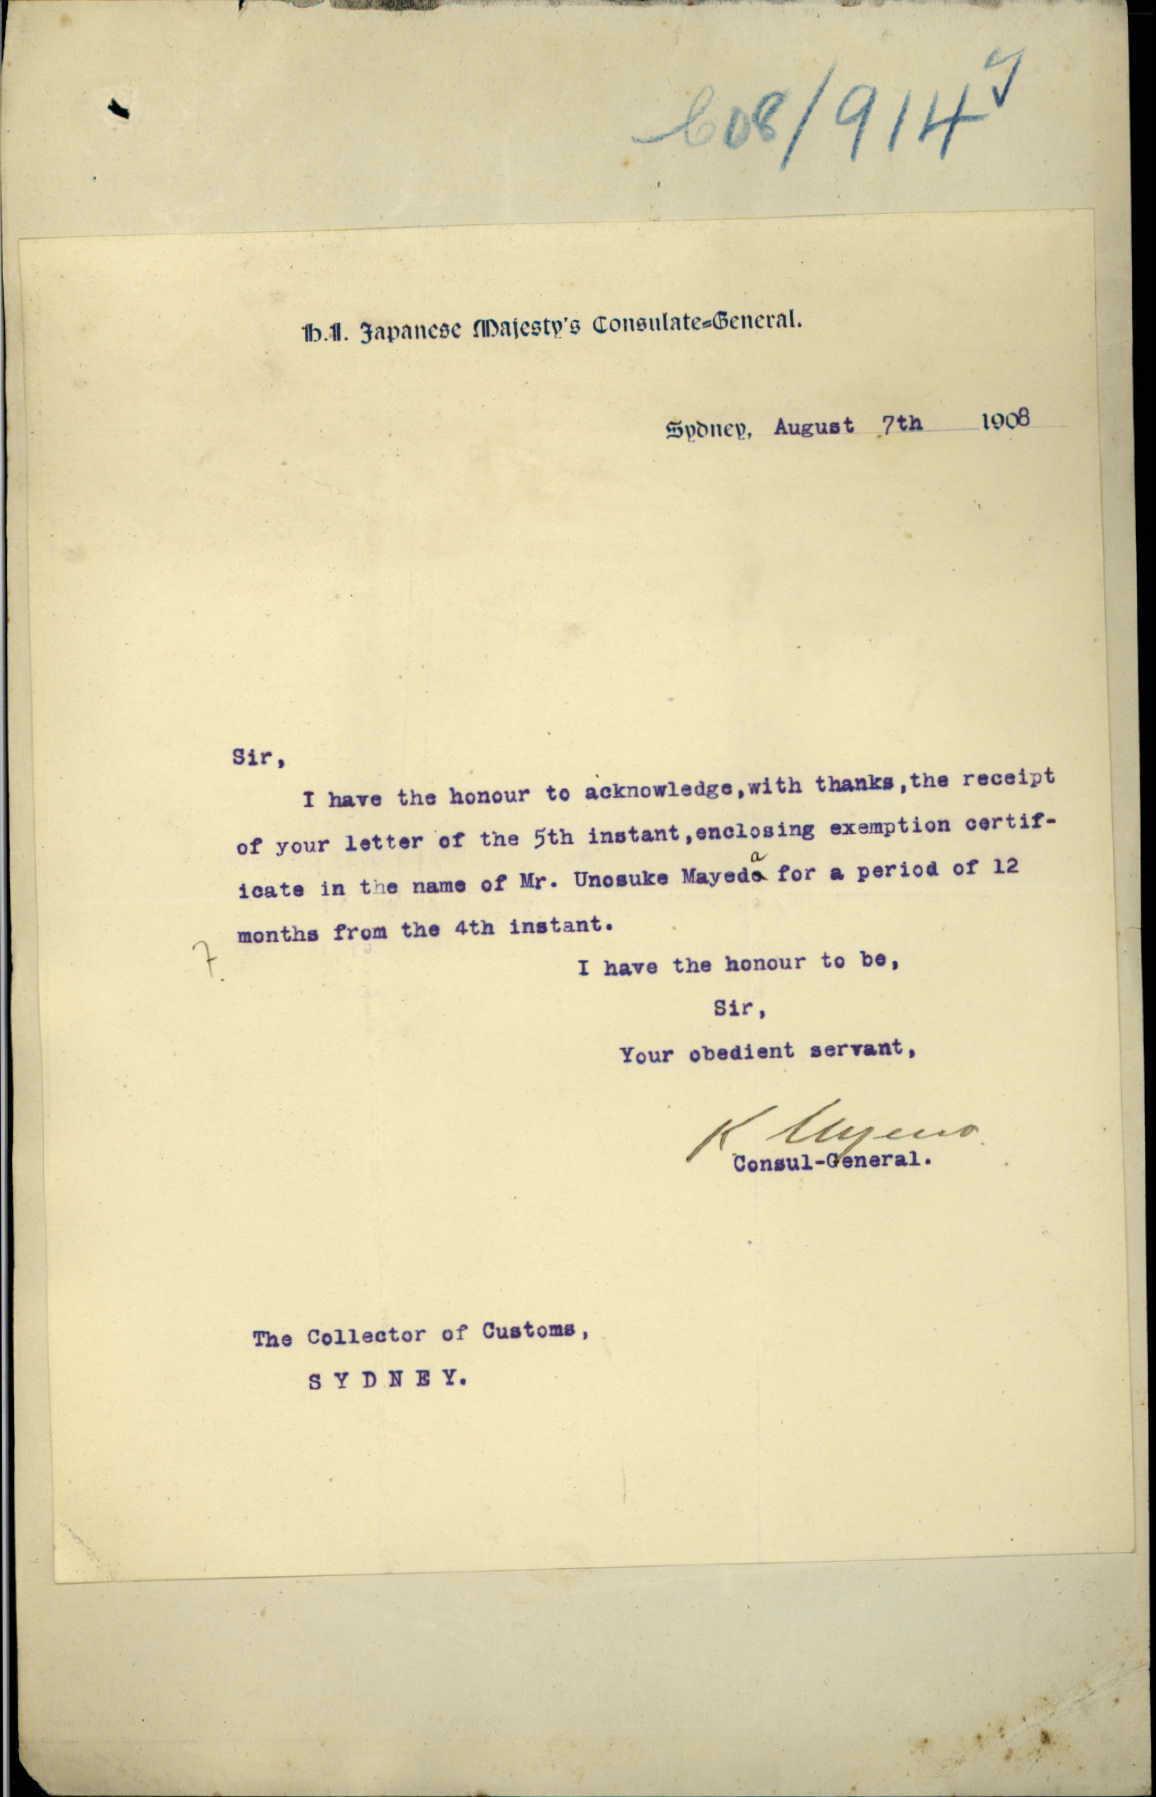 C08/914
H.I. Japanese Majesty's Consulate-General.
Sydney, August 7th 1908
Sir,
I have the honour to acknowledge,with thanks,the receipt
of your letter of the 5th instant,enclosing exemption certif-
icate in the name of Mr. Unosuke Mayeda for a period of 12
months from the 4th instant.
7.
I have the honour to be,
Sir,
Your obedient servant,
K Uyeno
Consul-General.
The Collector of Customs,
S Y D N E Y.